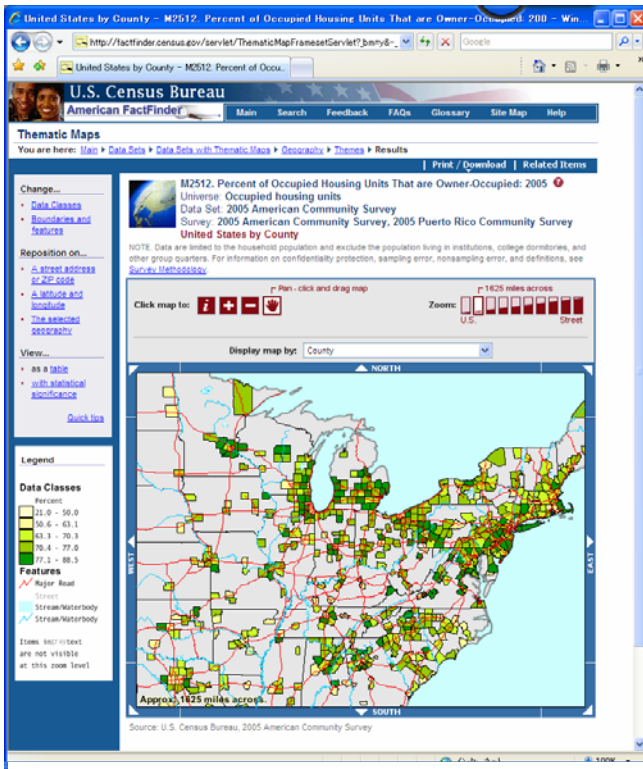 United States by County - M2512. Percent of Occupied Housing Units That are Owner-Occupied: 200 - Win...
http://factfinder.census.gov/servlet/ThematicMapFramesetServlet?_bm=y&-_
Google
United States by County - M2512. Percent of Occu...
U.S. Census Bureau
American FactFinder
Main Search Feedback FAQs Glossary Site Map Help
Thematic Maps
You are here: Main Data Sets Data Sets with Thematic Maps Geography Themes Results
Print / Download | Related Items
Change...
Data Classes
Boundaries and
features
Reposition on...
A street address
or ZIP code
A latitude and
longitude
The selected
geography
View...
as a table
with statistical
significance
Quick tips
M2512. Percent of Occupied Housing Units That are Owner-Occupied: 2005
Universe: Occupied housing units
Data Set: 2005 American Community Survey
Survey: 2005 American Community Survey, 2005 Puerto Rico Community Survey
United States by County
NOTE. Data are limited to the household population and exclude the population living in institutions, college dormitories, and
other group quarters. For information on confidentiality protection, sampling error, nonsampling error, and definitions, see
Survey Methodology
Pan - click and drag map
1625 miles across
Click map to:
Zoom:
U.S. Street
Display map by: County
NORTH
WEST
EAST
Approx. 1625 miles across.
SOUTH
Legend
Data Classes
Percent
21.0 - 50.0
50.6 - 63.1
63.3 - 70.3
70.4 - 77.0
77.1 - 88.5
Features
Major Road
Street
Stream/Waterbody
Stream/Waterbody
Items in text
are not visible
at this zoom level
Source: U.S. Census Bureau, 2005 American Community Survey
100%